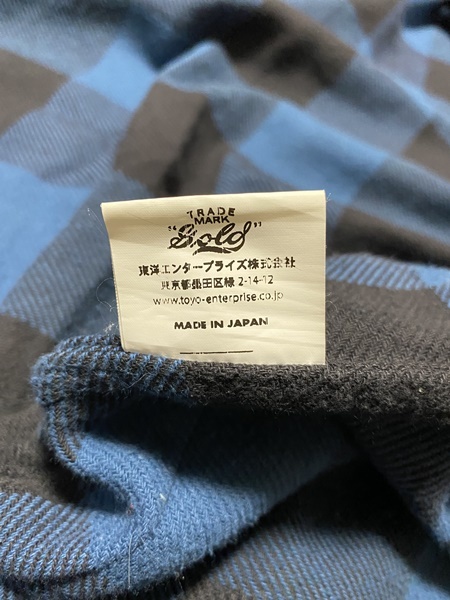 TRADE
MARK
"Gold"
東洋エンタープライズ株式会社
東京都墨田区緑 2-14-12
www.toyo-enterprise.co.jp
MADE IN JAPAN